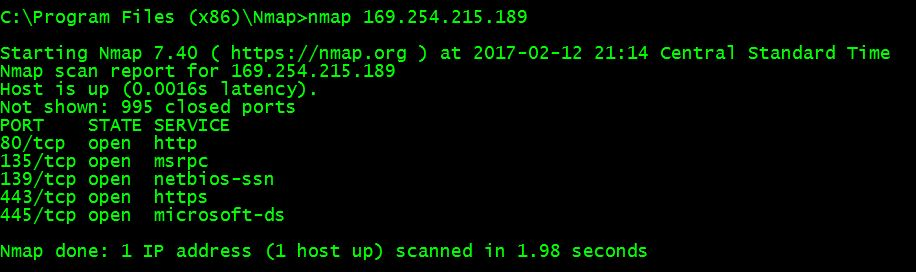 C:\Program Files (x86)\Nmap>nmap 169.254.215.189
Starting Nmap 7.40 ( https://nmap.org ) at 2017-02-12 21:14 Central Standard Time
Nmap scan report for 169.254.215.189
Host is up (0.0016s latency).
Not shown: 995 closed ports
PORT    STATE SERVICE
80/tcp  open  http
135/tcp open  msrpc
139/tcp open  netbios-ssn
443/tcp open  https
445/tcp open  microsoft-ds
Nmap done: 1 IP address (1 host up) scanned in 1.98 seconds